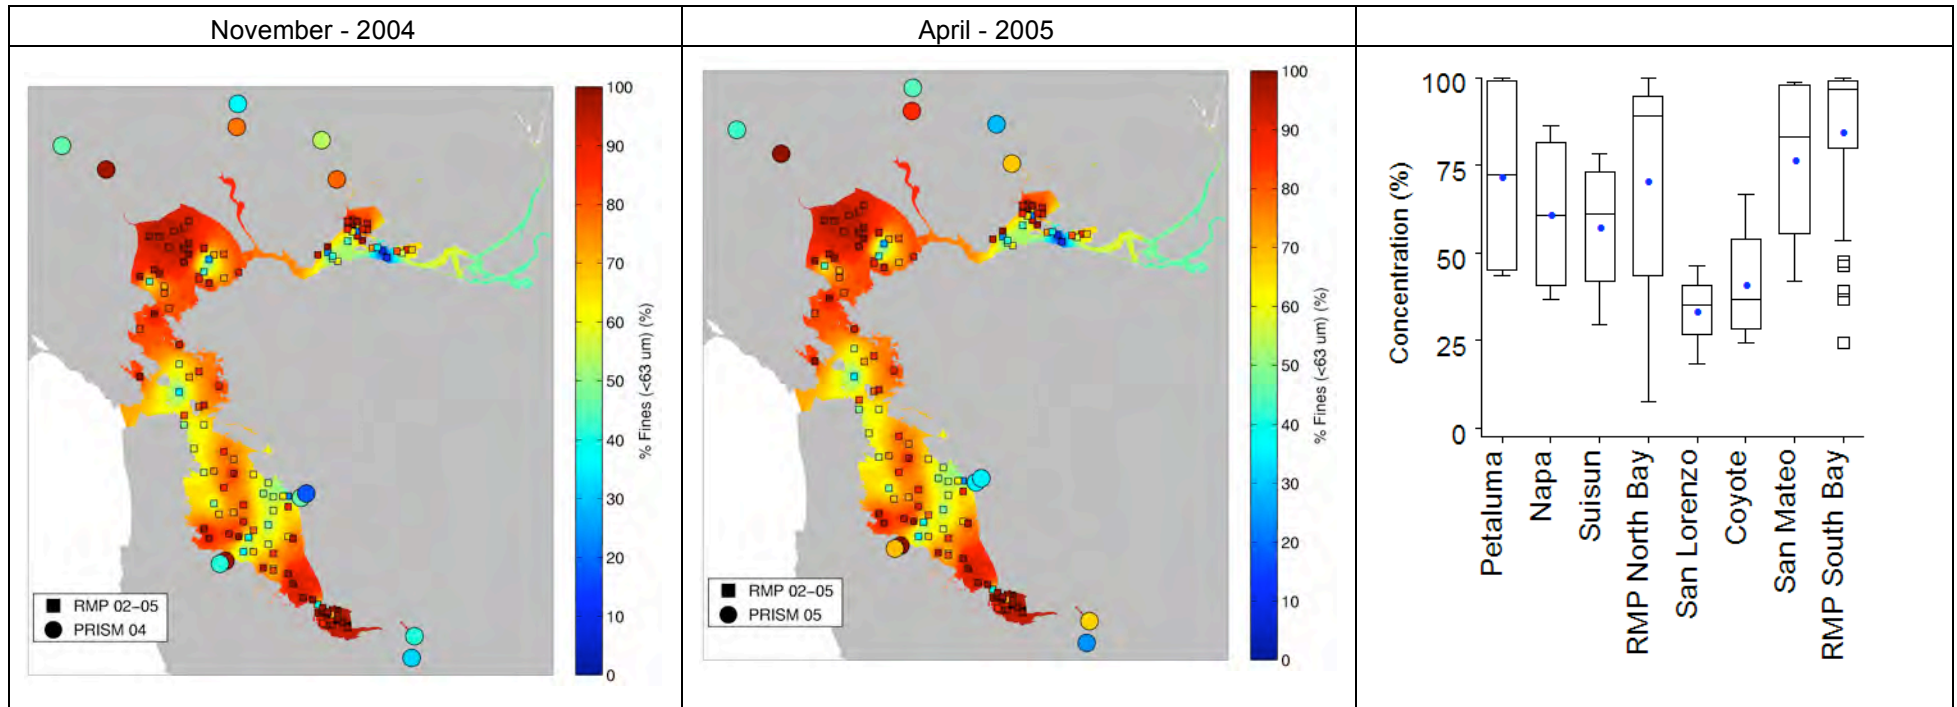 November - 2004
April - 2005
100
90
80
70
60
50
40
30
20
10
0
% Fines (<63 um) (%)
RMP 02-05
PRISM 04
100
90
80
70
60
50
40
30
20
10
0
% Fines (<63 um) (%)
RMP 02-05
PRISM 05
100
75
50
25
0
Concentration (%)
Petaluma
Napa
Suisun
RMP North Bay
San Lorenzo
Coyote
San Mateo
RMP South Bay